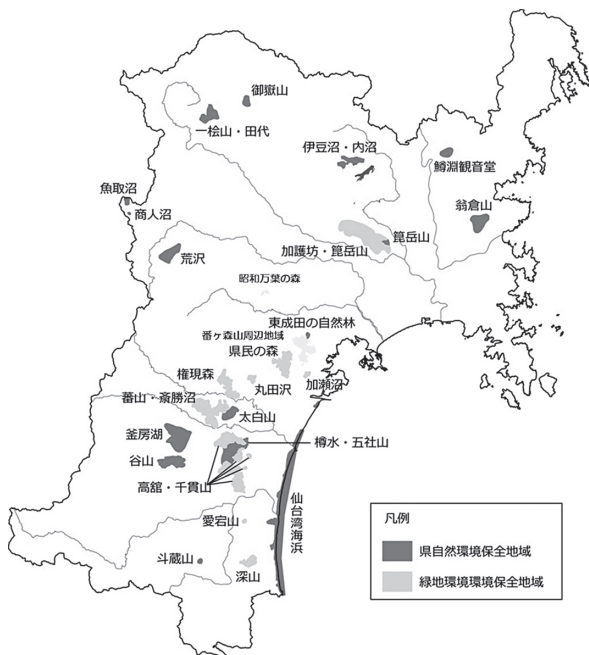 御嶽山
一桧山・田代
伊豆沼・内沼
鱒淵観音堂
魚取沼
商人沼
翁倉山
箟岳山
加護坊・箟岳山
荒沢
昭和万葉の森
東成田の自然林
番ヶ森山周辺地域
県民の森
権現森
丸田沢
加瀬沼
蕃山・斎勝沼
太白山
釜房湖
樽水・五社山
谷山
高舘・千貫山
仙台湾海浜
愛宕山
斗蔵山
深山
凡例
県自然環境保全地域
緑地環境環境保全地域